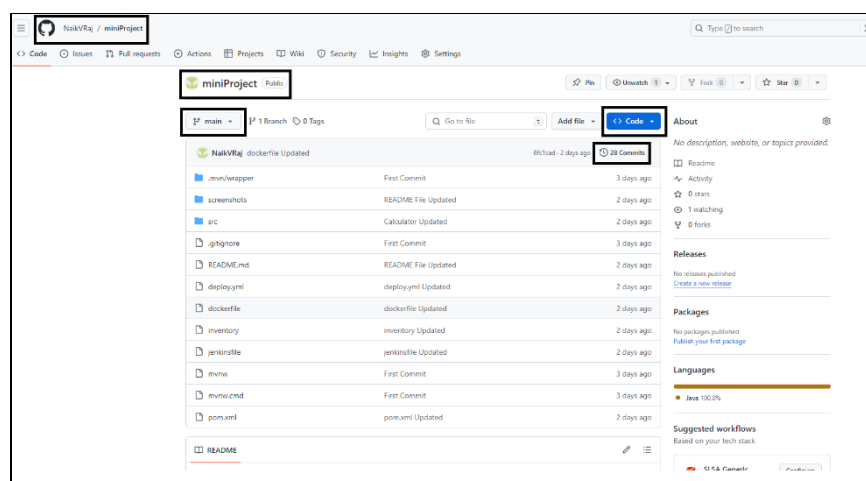 NaikVRaj / miniProject
Type / to search
<> Code Issues Pull requests Actions Projects Wiki Security Insights Settings
miniProject Public
Pin Unwatch 1 Fork 0 Star 0
main 1 Branch 0 Tags Go to file t Add file <> Code
About
No description, website, or topics provided.
NaikVRaj dockerfile Updated 2 days ago 28 Commits
.mvn/wrapper First Commit 3 days ago
screenshots README File Updated 2 days ago
src Calculator Updated 2 days ago
.gitignore First Commit 3 days ago
README.md README File Updated 2 days ago
deploy.yml deploy.yml Updated 2 days ago
dockerfile dockerfile Updated 2 days ago
inventory inventory Updated 2 days ago
jenkinsfile jenkinsfile Updated 2 days ago
mvnw First Commit 3 days ago
mvnw.cmd First Commit 3 days ago
pom.xml pom.xml Updated 2 days ago
README
Readme
Activity
0 stars
1 watching
0 forks
Releases
No releases published
Create a new release
Packages
No packages published
Publish your first package
Languages
Java 100.0%
Suggested workflows
Based on your tech stack
SLSA Generic Configure